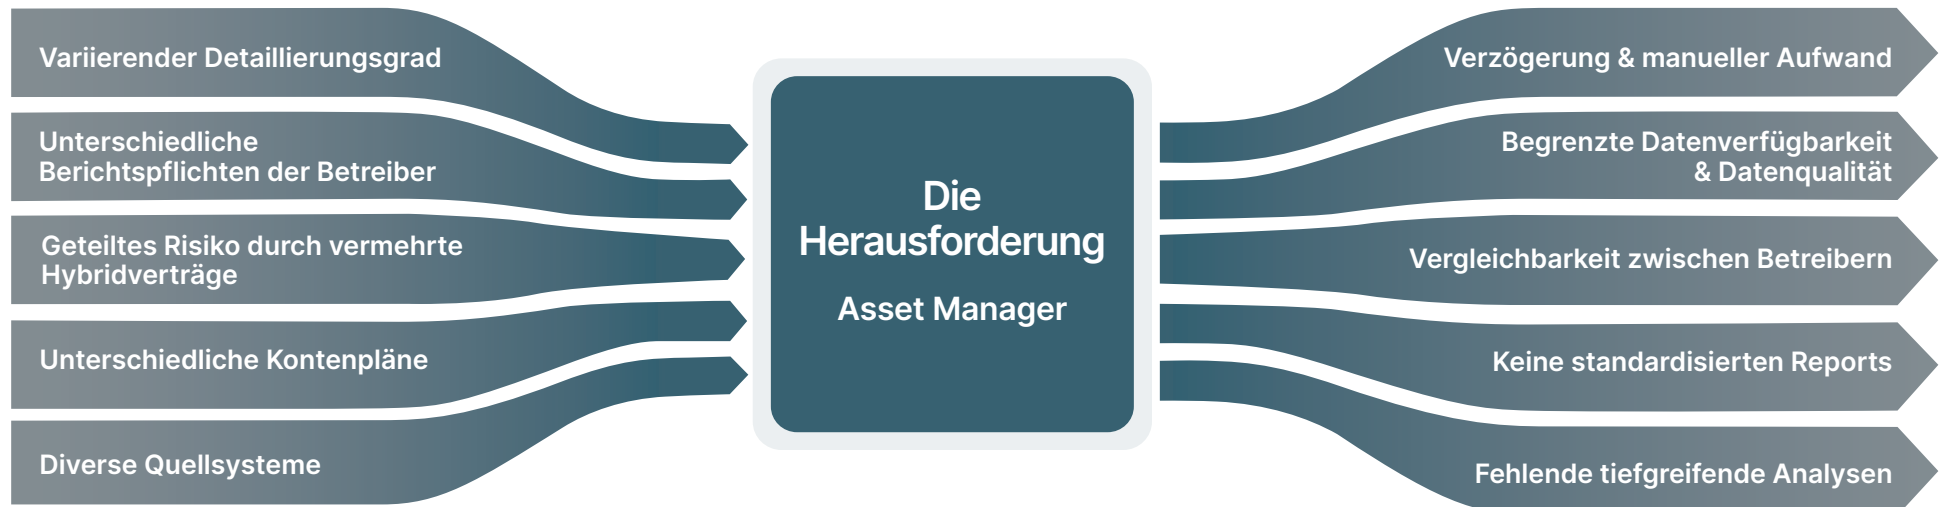 Variierender Detaillierungsgrad
Unterschiedliche
Berichtspflichten der Betreiber
Geteiltes Risiko durch vermehrte
Hybridverträge
Unterschiedliche Kontenpläne
Diverse Quellsysteme
Die
Herausforderung
Asset Manager
Verzögerung & manueller Aufwand
Begrenzte Datenverfügbarkeit
& Datenqualität
Vergleichbarkeit zwischen Betreibern
Keine standardisierten Reports
Fehlende tiefgreifende Analysen